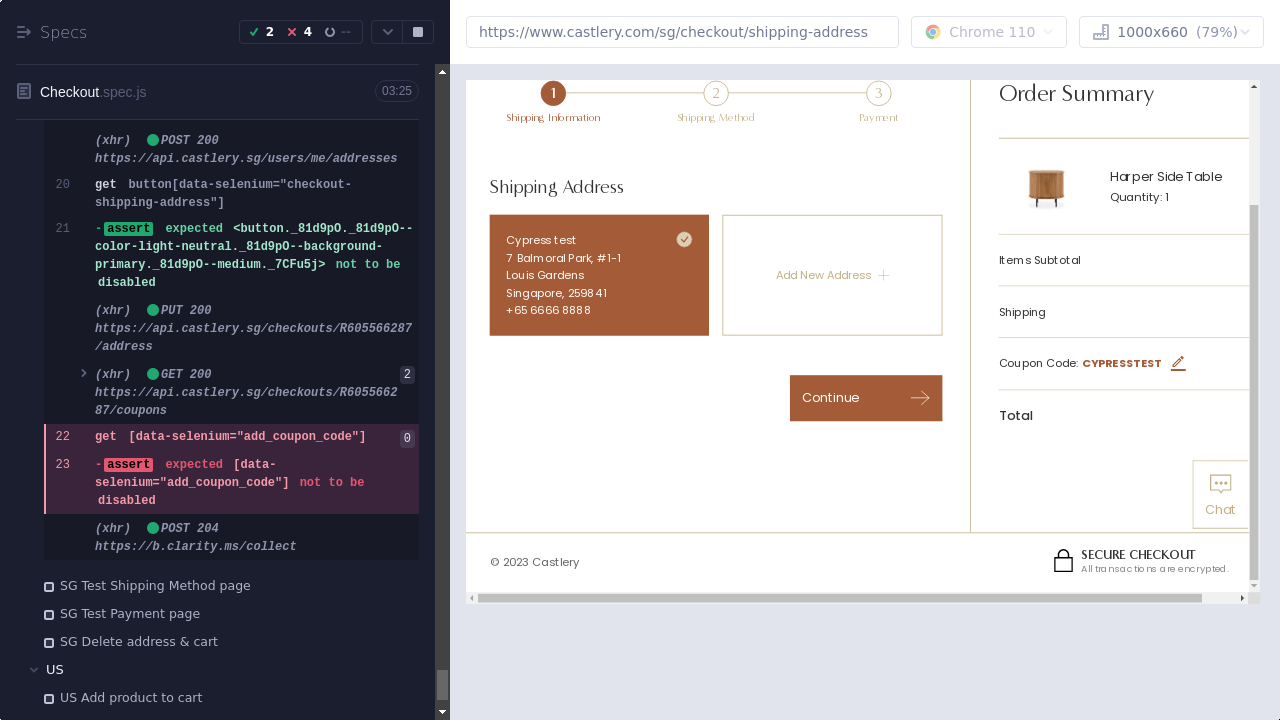 Specs
2 4 --
https://www.castlery.com/sg/checkout/shipping-address
Chrome 110
1000x660 (79%)
Checkout.spec.js
03:25
(xhr) POST 200
https://api.castlery.sg/users/me/addresses
20 get button[data-selenium="checkout-
shipping-address"]
21 -assert expected <button._81d9pO._81d9pO--
color-light-neutral._81d9pO--background-
primary._81d9pO--medium._7CFu5j> not to be
disabled
(xhr) PUT 200
https://api.castlery.sg/checkouts/R605566287
/address
(xhr) GET 200 2
https://api.castlery.sg/checkouts/R6055662
87/coupons
22 get [data-selenium="add_coupon_code"] 0
23 -assert expected [data-
selenium="add_coupon_code"] not to be
disabled
(xhr) POST 204
https://b.clarity.ms/collect
SG Test Shipping Method page
SG Test Payment page
SG Delete address & cart
US
US Add product to cart
1 2 3
Shipping Information Shipping Method Payment
Shipping Address
Cypress test
7 Balmoral Park, #1-1
Louis Gardens
Singapore, 259841
+65 6666 8888
Add New Address
Continue
Order Summary
Harper Side Table
Quantity: 1
Items Subtotal
Shipping
Coupon Code: CYPRESSTEST
Total
Chat
© 2023 Castlery
SECURE CHECKOUT
All transactions are encrypted.